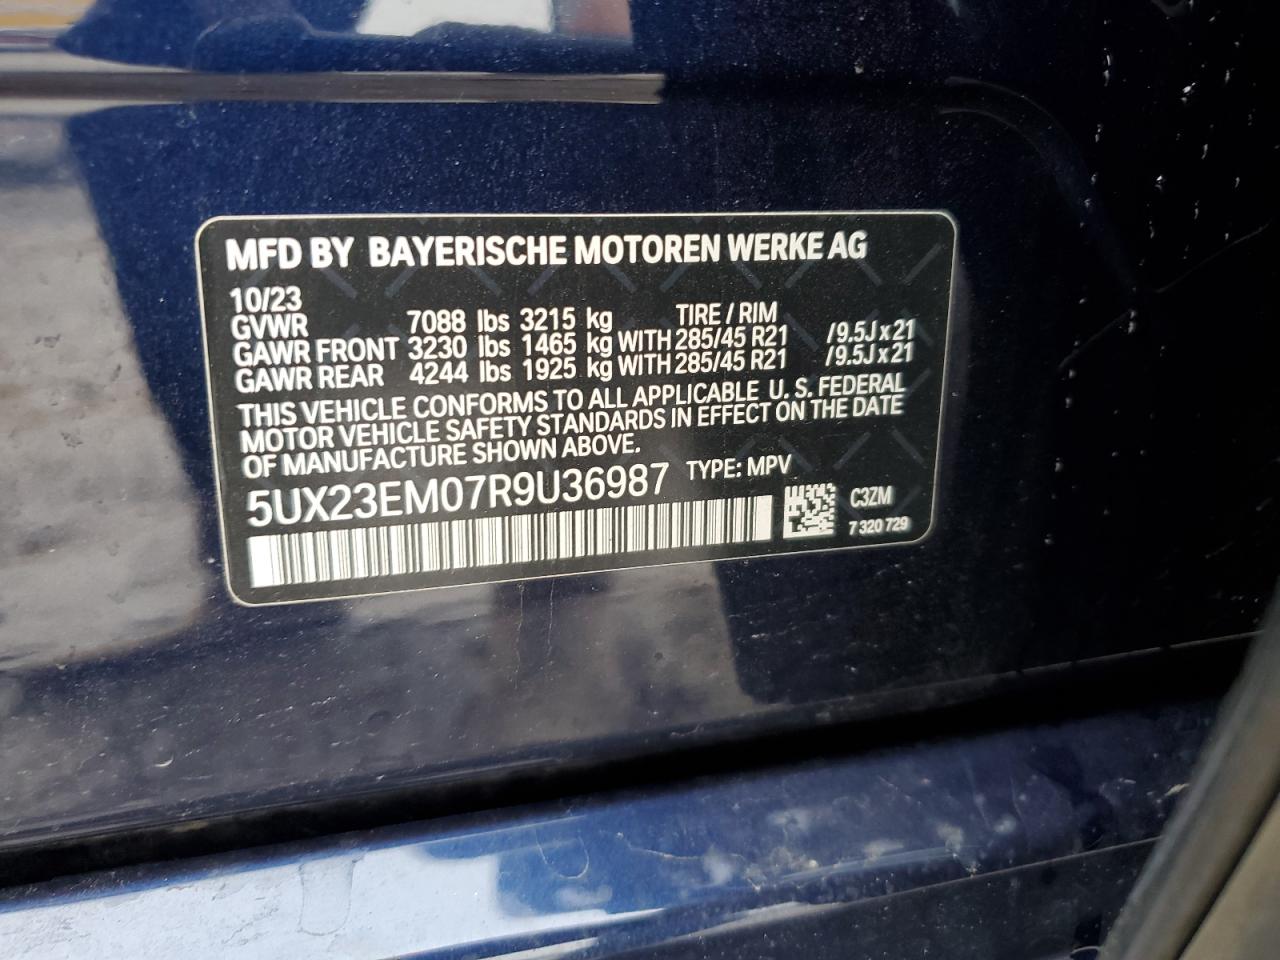 MFD BY BAYERISCHE MOTOREN WERKE AG
10/23 TIRE / RIM
GVWR 7088 lbs 3215 kg
GAWR FRONT 3230 lbs 1465 kg WITH 285/45 R21 /9.5J x 21
GAWR REAR 4244 lbs 1925 kg WITH 285/45 R21 /9.5J x 21
THIS VEHICLE CONFORMS TO ALL APPLICABLE U. S. FEDERAL
MOTOR VEHICLE SAFETY STANDARDS IN EFFECT ON THE DATE
OF MANUFACTURE SHOWN ABOVE.
5UX23EM07R9U36987 TYPE: MPV
C3ZM
7 320 729